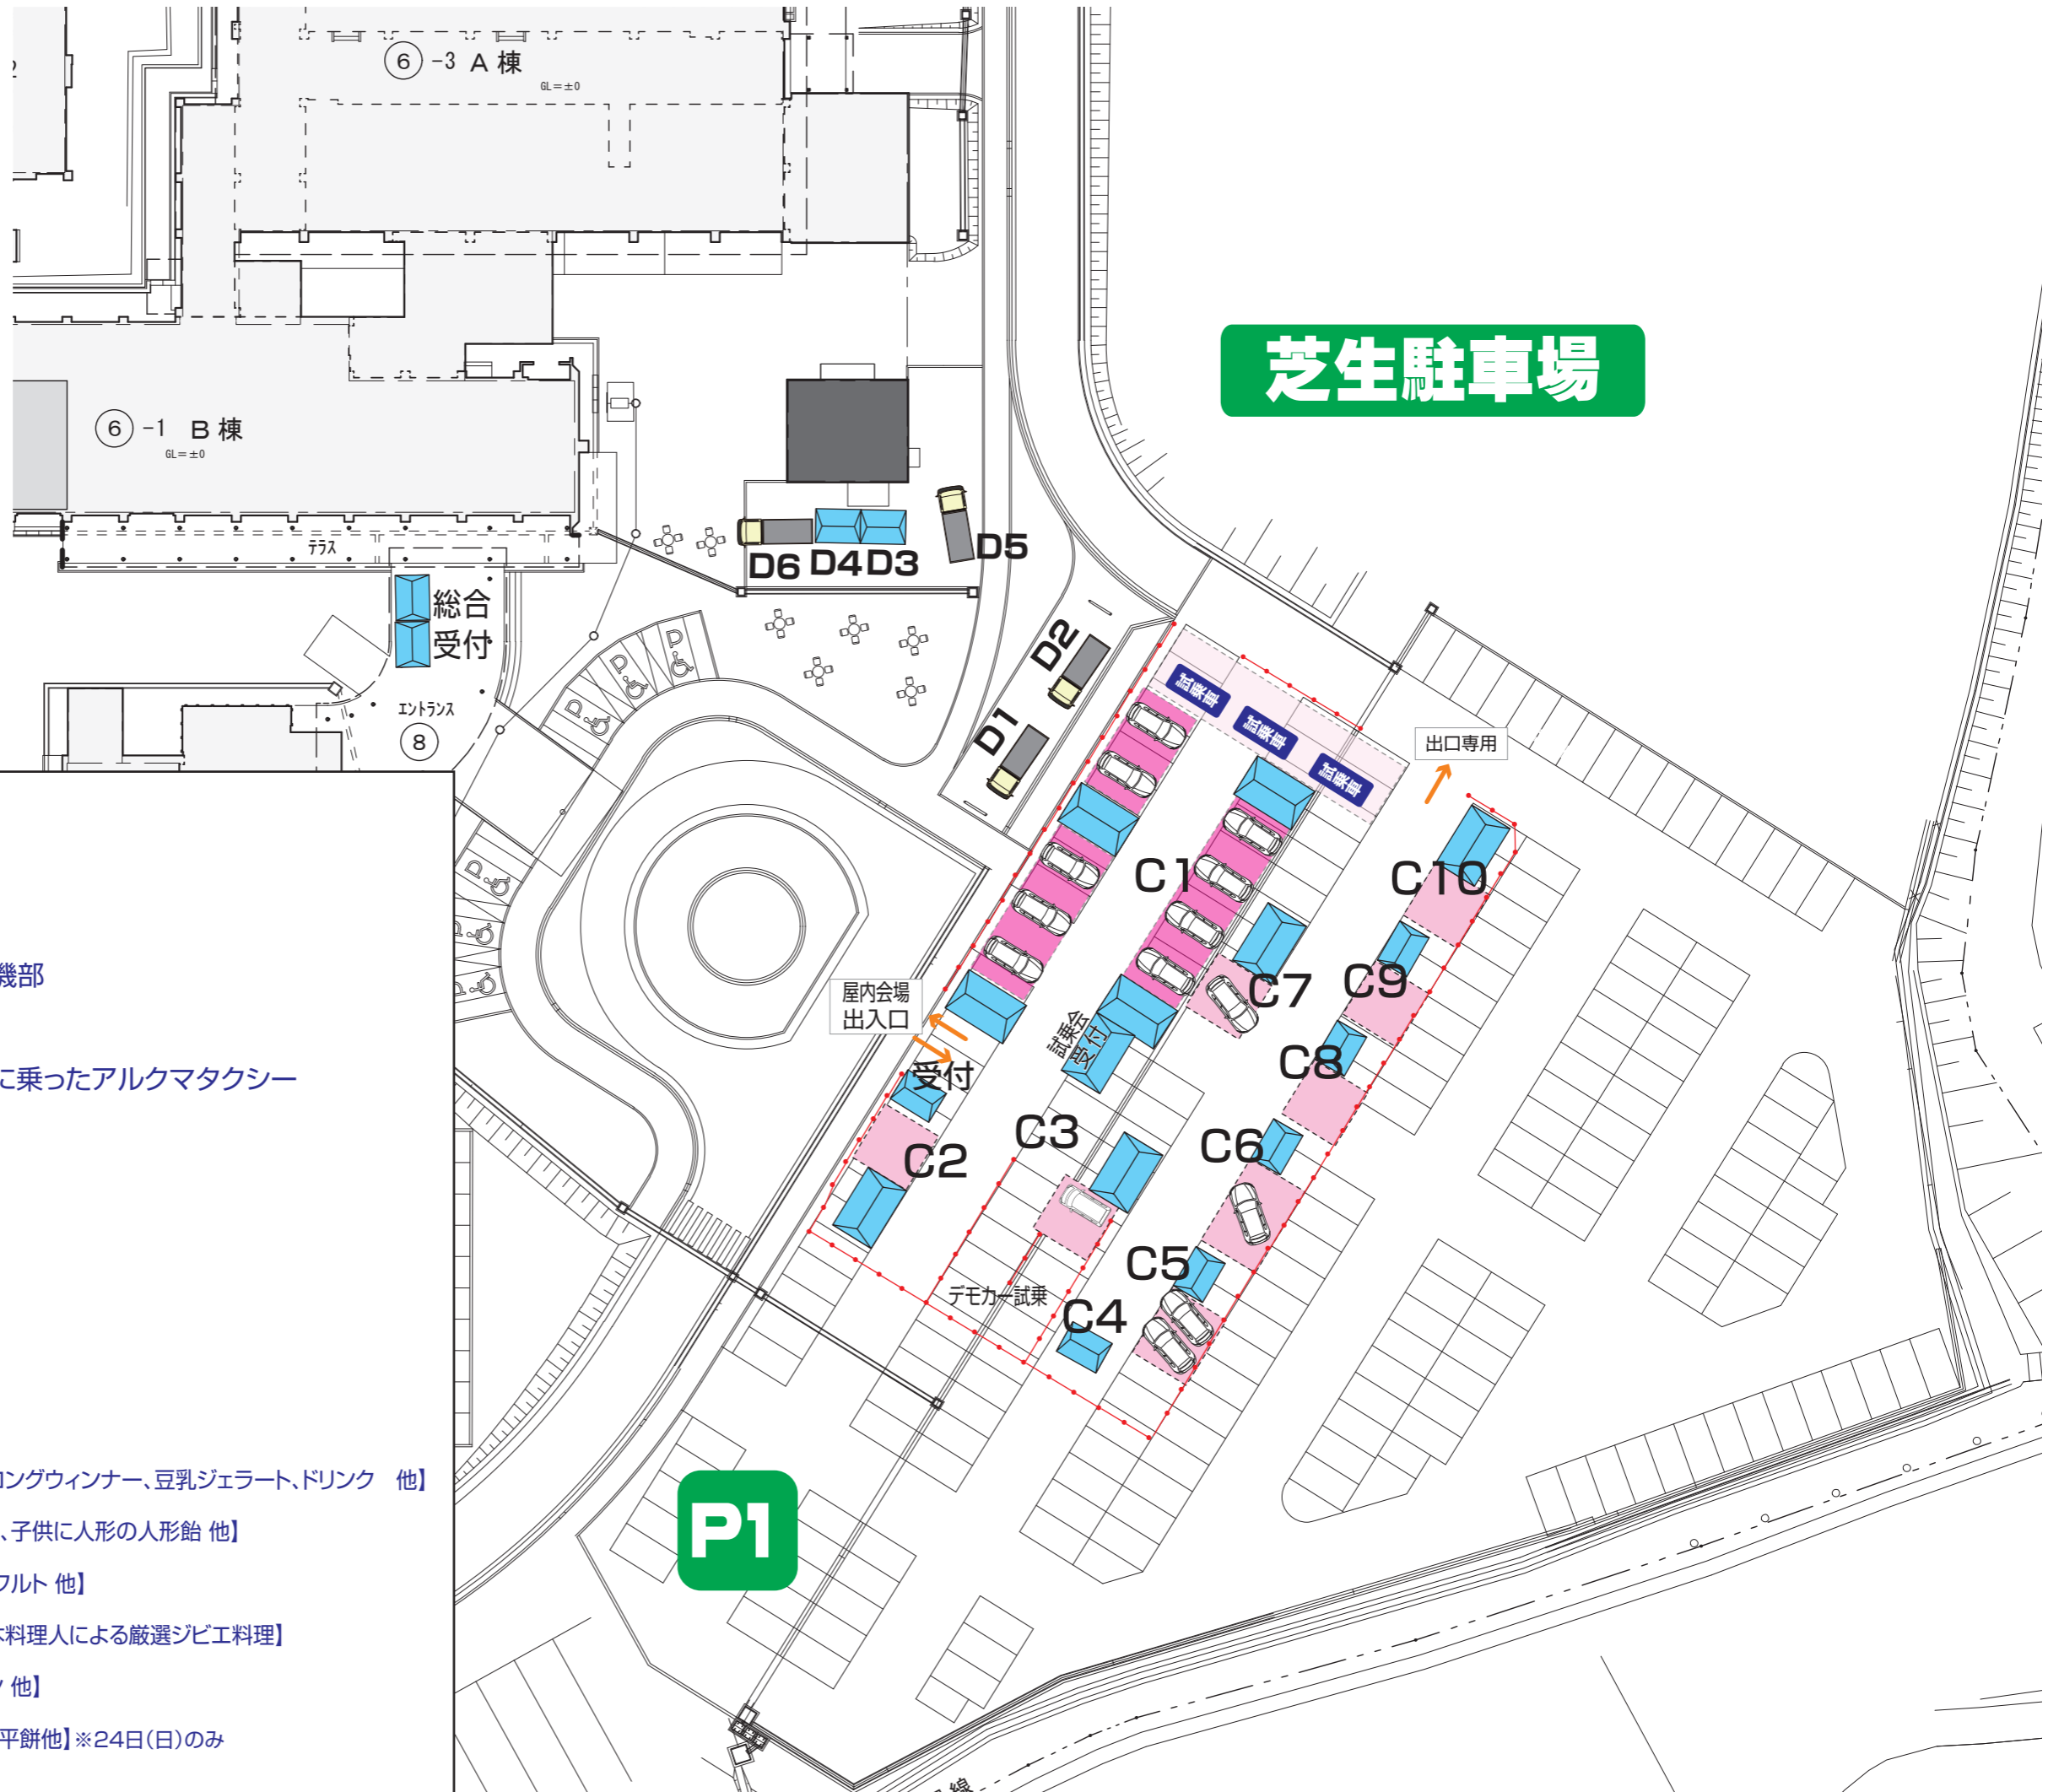 ⑥-3 A棟
GL=±0
芝生駐車場
⑥-1 B棟
GL=±0
テラス
D6
D4
D3
D5
総合
受付
エントランス
⑧
D2
D1
P
P
P
試乗車
試乗車
試乗車
出口専用
C1
C10
C7
C9
C8
屋内会場
出入口
受付
試乗会
受付
C2
C3
C6
C5
C4
デモカー試乗
P
P
P
機部
に乗ったアルクマタクシー
ロングウィンナー、豆乳ジェラート、ドリンク 他】
、子供に人形の人形飴 他】
フルト 他】
料理人による厳選ジビエ料理】
他】
平餅他】※24日(日)のみ
P1
線